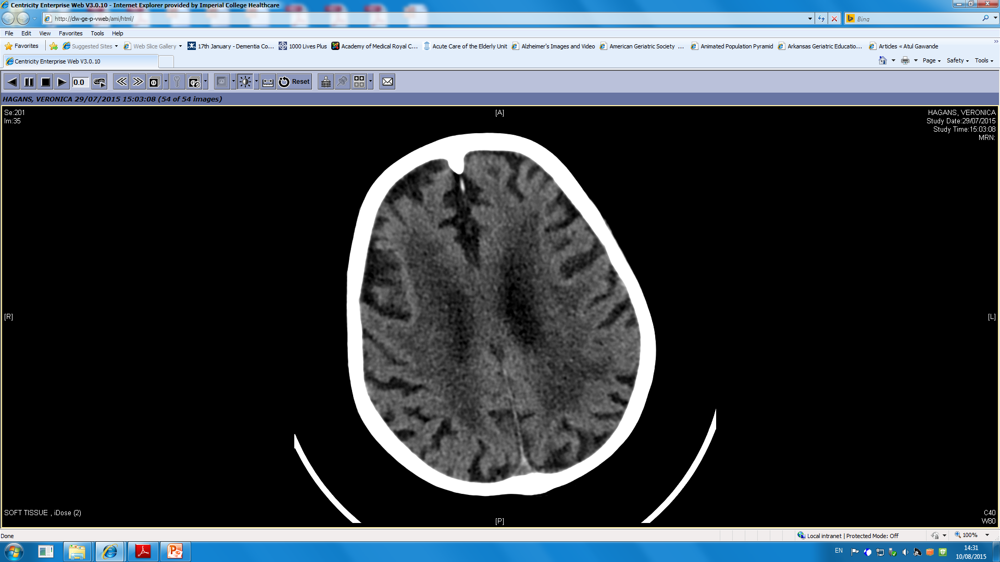 Centricity Enterprise Web V3.0.10 - Internet Explorer provided by Imperial College Healthcare
http://clw-ge-p-vweb/ami/html/
Bing
File Edit View Favorites Tools Help
Favorites Suggested Sites Web Slice Gallery 17th January - Dementia Co... 1000 Lives Plus Academy of Medical Royal C... Acute Care of the Elderly Unit Alzheimer's Images and Video American Geriatric Society ... Animated Population Pyramid Arkansas Geriatric Educatio... Articles « Atul Gawande
Centricity Enterprise Web V3.0.10 Page Safety Tools
0.0 Reset
HAGANS, VERONICA 29/07/2015 15:03:08 (54 of 54 images)
Se:201 [A] HAGANS, VERONICA
Im:35 Study Date:29/07/2015
Study Time:15:03:08
MRN:
[R] [L]
SOFT TISSUE , iDose (2) C40
[P] W80
Done Local intranet | Protected Mode: Off 100%
EN 14:31
10/08/2015